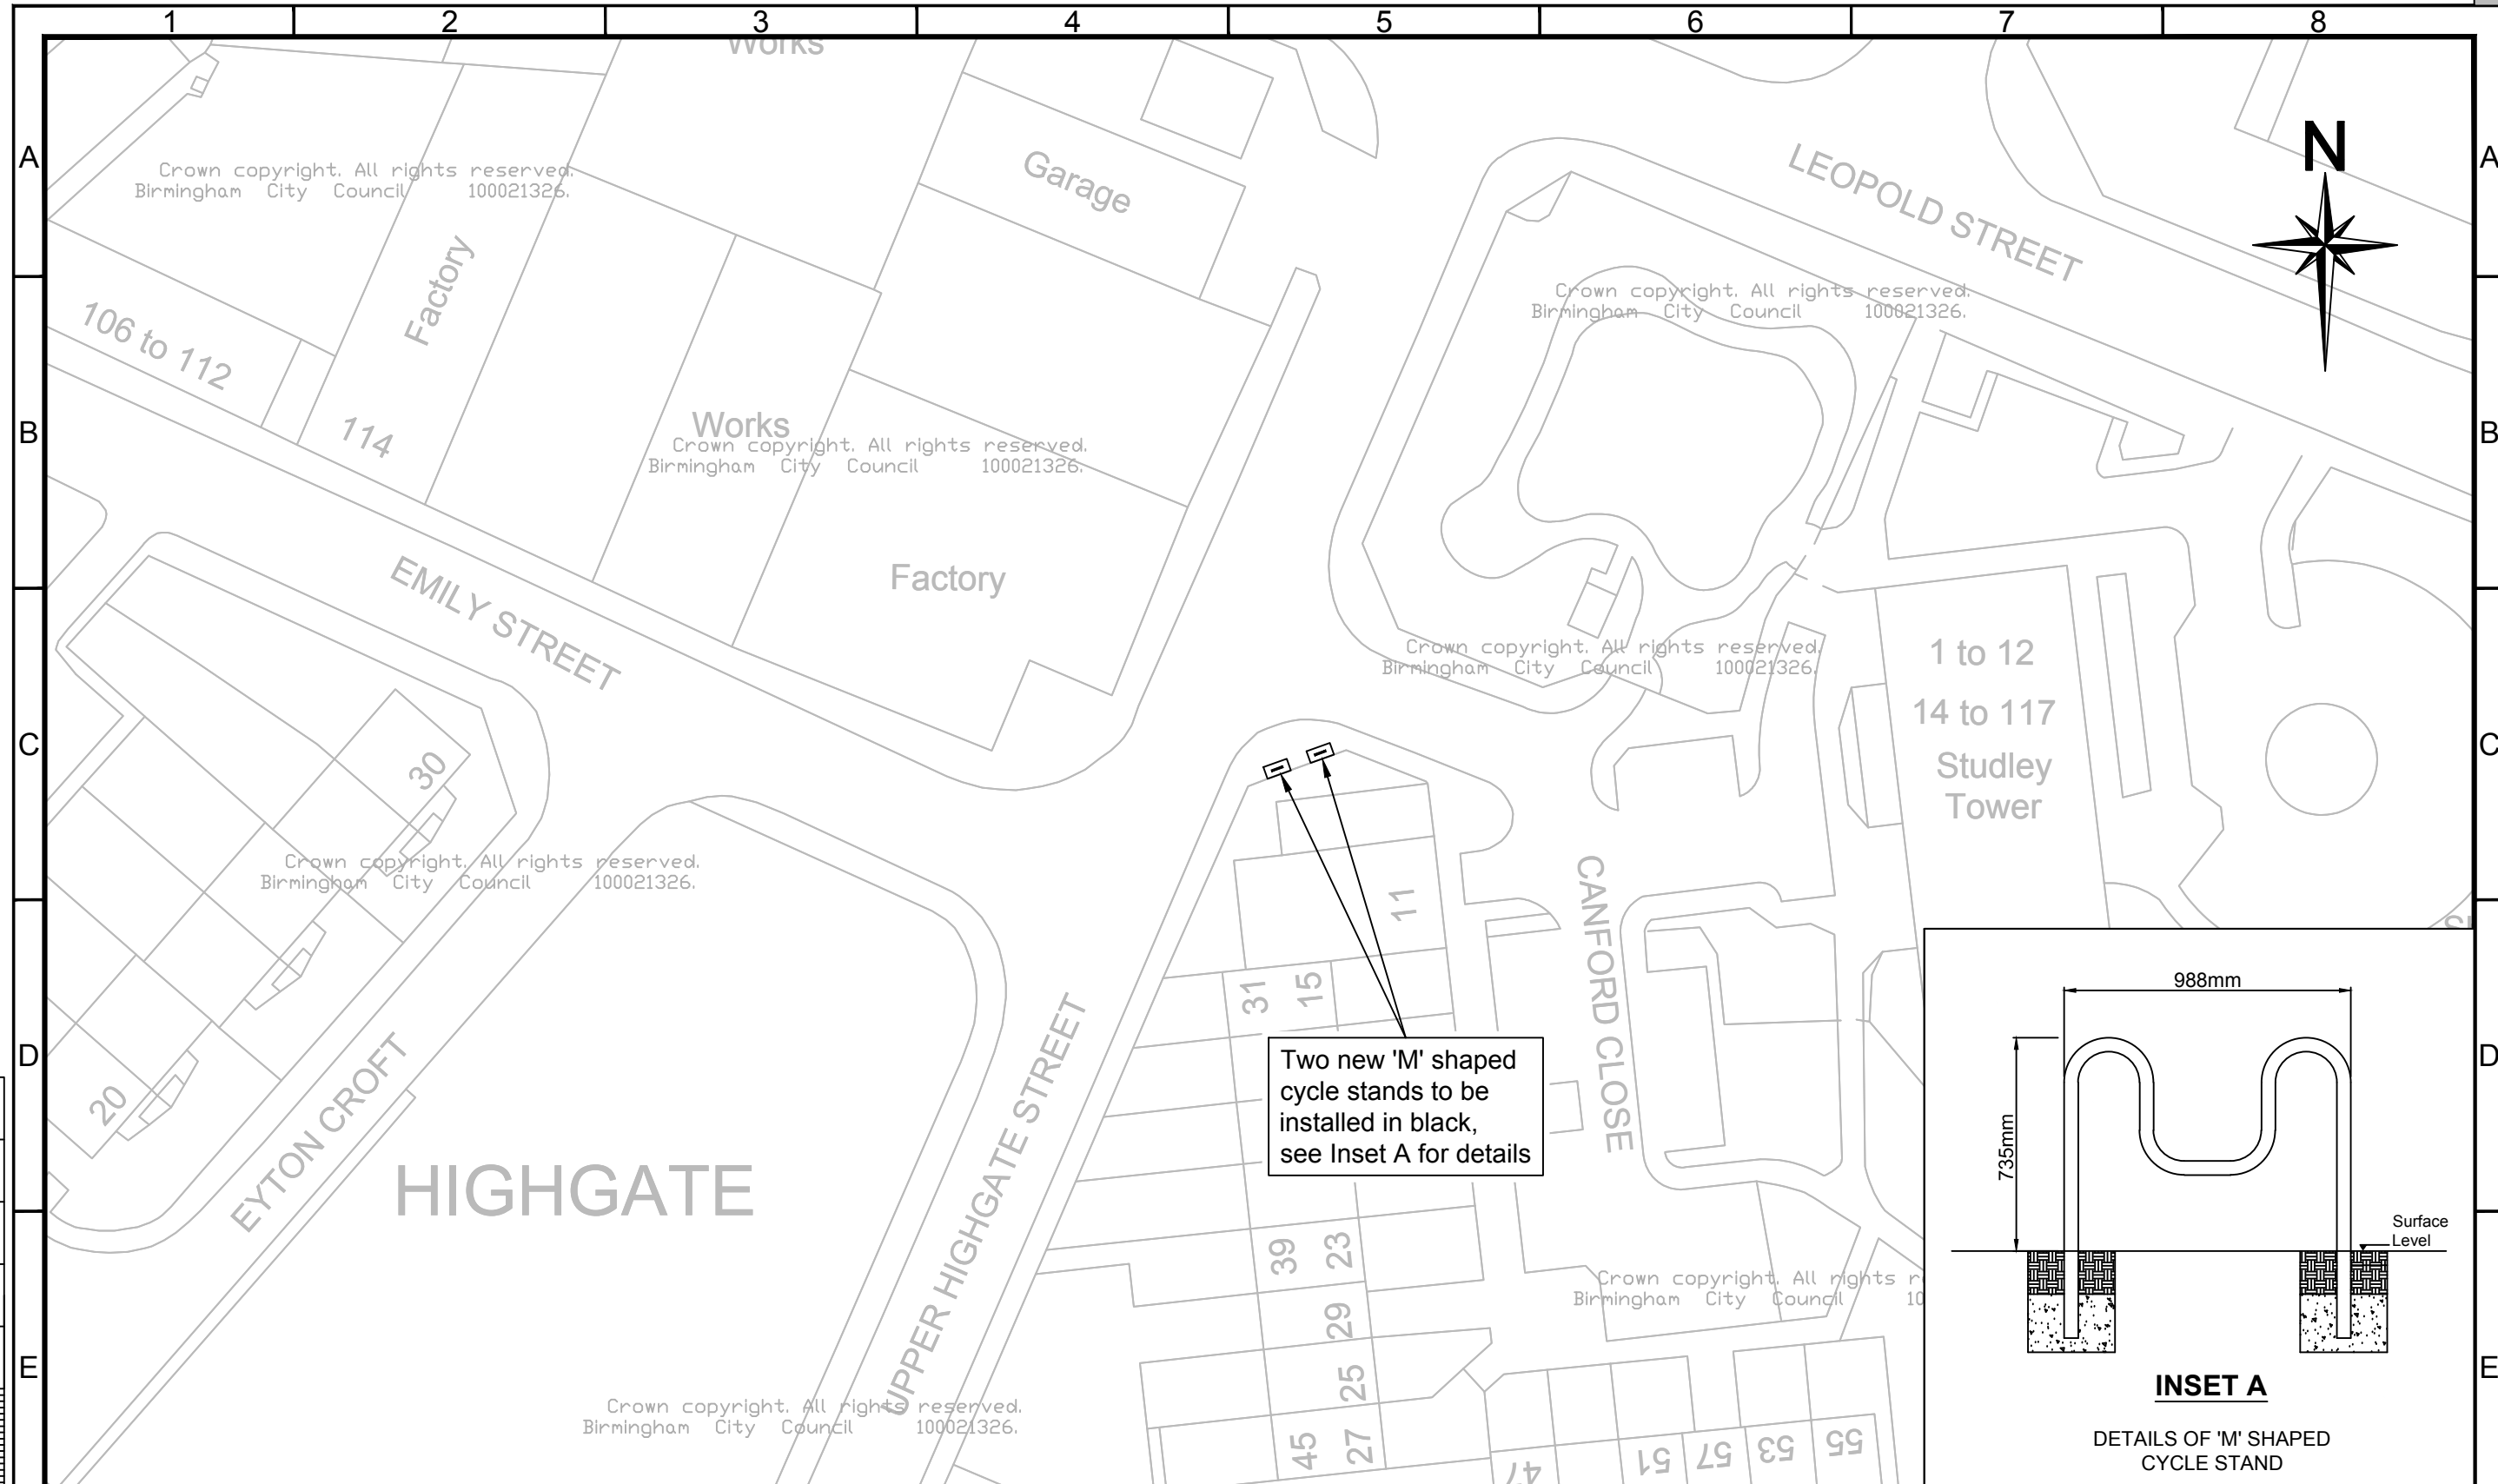 1 2 3 4 5 6 7 8
A
A
B
B
C
C
D
D
E
E
Works
N
Garage
LEOPOLD STREET
Crown copyright. All rights reserved.
Birmingham City Council 100021326.
Factory
106 to 112
114
Crown copyright. All rights reserved.
Birmingham City Council 100021326.
Works
Crown copyright. All rights reserved.
Birmingham City Council 100021326.
Factory
EMILY STREET
Crown copyright. All rights reserved.
Birmingham City Council 100021326.
1 to 12
14 to 117
Studley
Tower
30
Crown copyright. All rights reserved.
Birmingham City Council 100021326.
11
CANFORD CLOSE
31
15
Two new 'M' shaped
cycle stands to be
installed in black,
see Inset A for details
20
EYTON CROFT
HIGHGATE
UPPER HIGHGATE STREET
39
23
29
25
45
27
Crown copyright. All rights
Birmingham City Council
Crown copyright. All rights reserved.
Birmingham City Council 100021326.
47
51
57
53
55
988mm
735mm
Surface
Level
INSET A
DETAILS OF 'M' SHAPED
CYCLE STAND